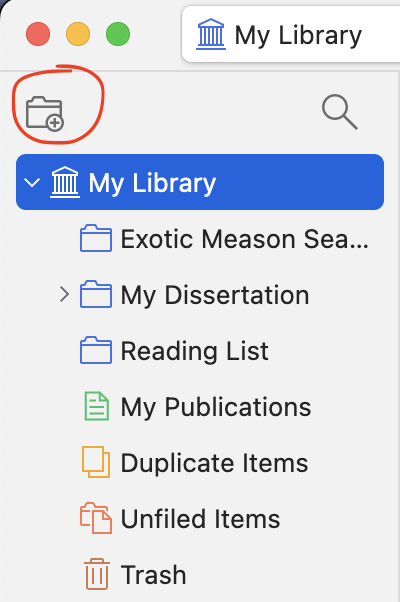 My Library
My Library
Exotic Meason Sea...
My Dissertation
Reading List
My Publications
Duplicate Items
Unfiled Items
Trash